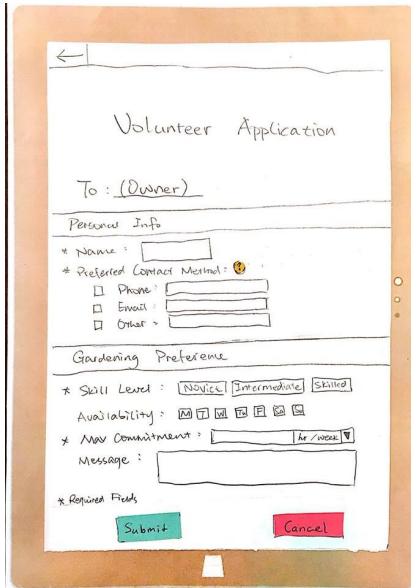 Volunteer Application
To: (Owner)
Personal Info
* Name:
* Preferred Contact Method: ?
Phone:
Email:
Other:
Gardening Preference
* Skill Level: Novice Intermediate Skilled
Availability: M T W Th F Sa Su
* Max Commitment: hr/week
Message:
* Required Fields
Submit Cancel